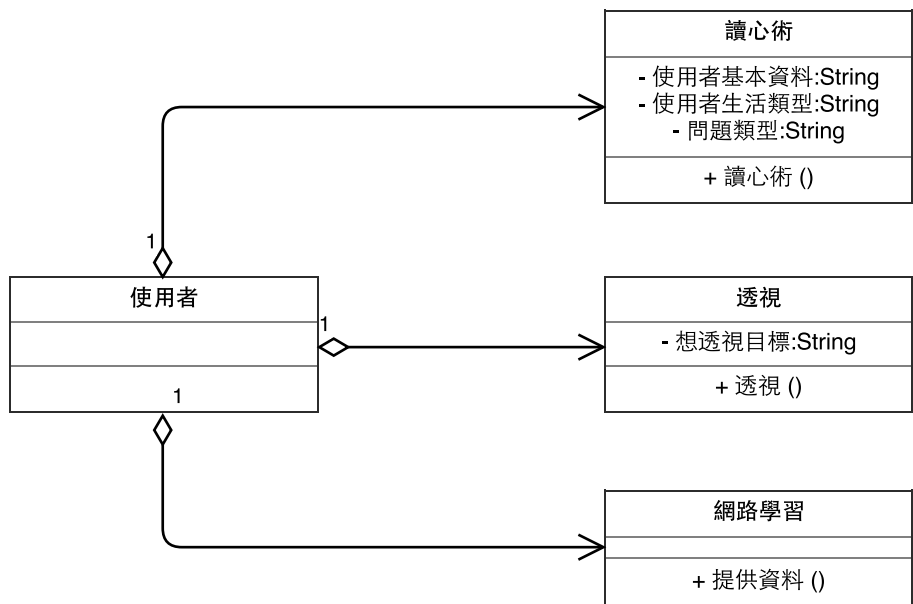 讀心術
- 使用者基本資料:String
- 使用者生活類型:String
- 問題類型:String
+ 讀心術 ()
1
使用者
1
1
透視
- 想透視目標:String
+ 透視 ()
網路學習
+ 提供資料 ()